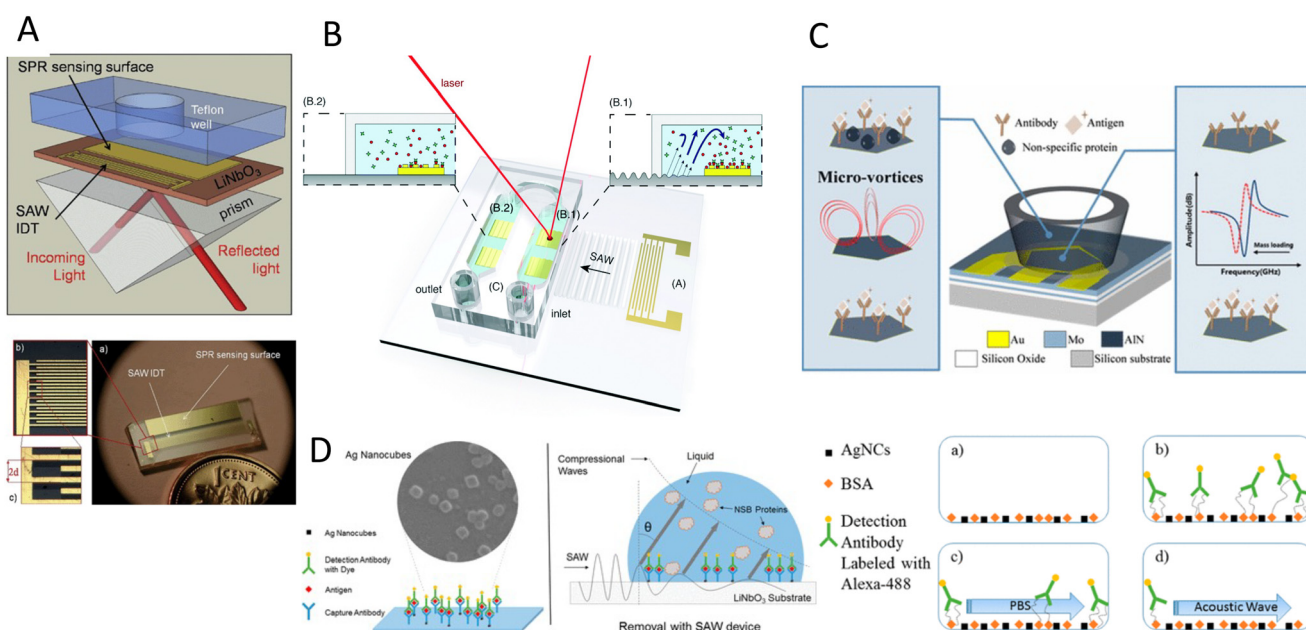 A
SPR sensing surface
Teflon
well
LiNbO3
SAW
IDT
prism
Incoming
Light
Reflected
light
b)
a)
SPR sensing surface
SAW IDT
2d
c)
1 CENT
B
laser
(B.2)
(B.1)
(B.2)
(B.1)
SAW
(A)
(C)
outlet
inlet
C
Antibody
Antigen
Non-specific protein
Micro-vortices
Amplitude(dB)
Mass loading
Frequency(GHz)
Au
Mo
AlN
Silicon Oxide
Silicon substrate
D
Ag Nanocubes
Ag Nanocubes
Detection Antibody
with Dye
Antigen
Capture Antibody
Compressional
Waves
Liquid
NSB Proteins
θ
SAW
LiNbO3 Substrate
Removal with SAW device
AgNCs
BSA
Detection
Antibody
Labeled with
Alexa-488
a)
b)
c)
PBS
d)
Acoustic Wave